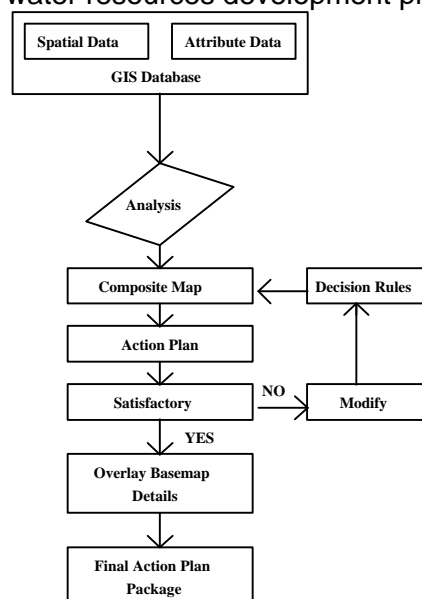 water resources development pl
Spatial Data
Attribute Data
GIS Database
Analysis
Composite Map
Decision Rules
Action Plan
Satisfactory
NO
Modify
YES
Overlay Basemap
Details
Final Action Plan
Package